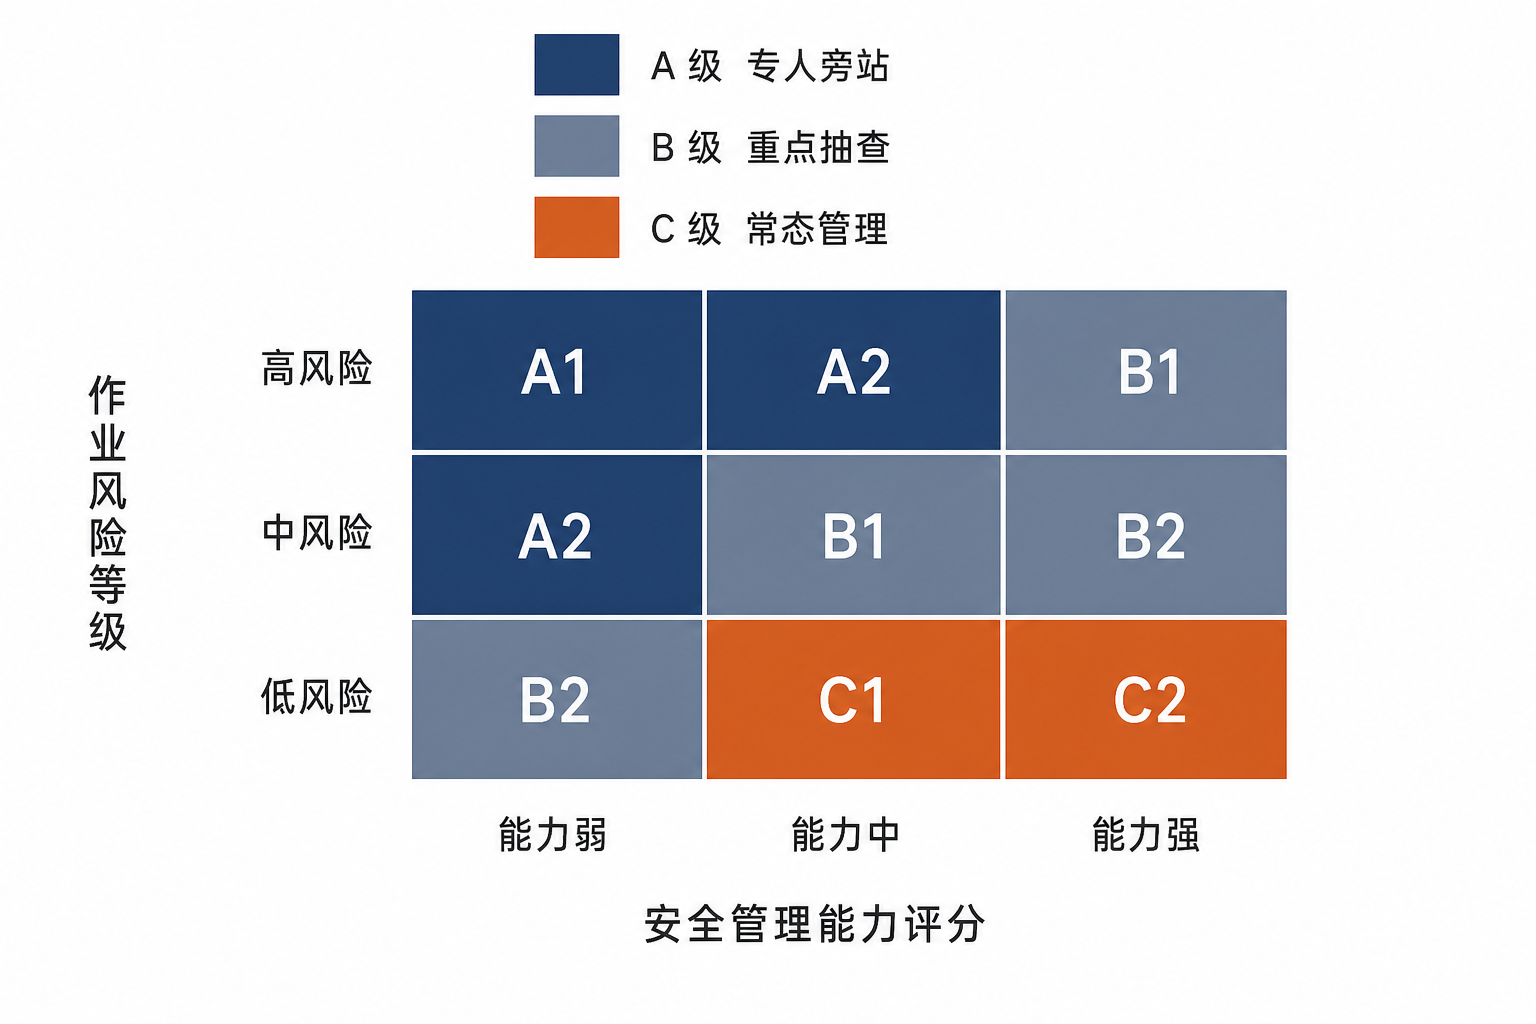 A 级 专人旁站
B 级 重点抽查
C 级 常态管理
作业风险等级
高风险 A1 A2 B1
中风险 A2 B1 B2
低风险 B2 C1 C2
能力弱 能力中 能力强
安全管理能力评分